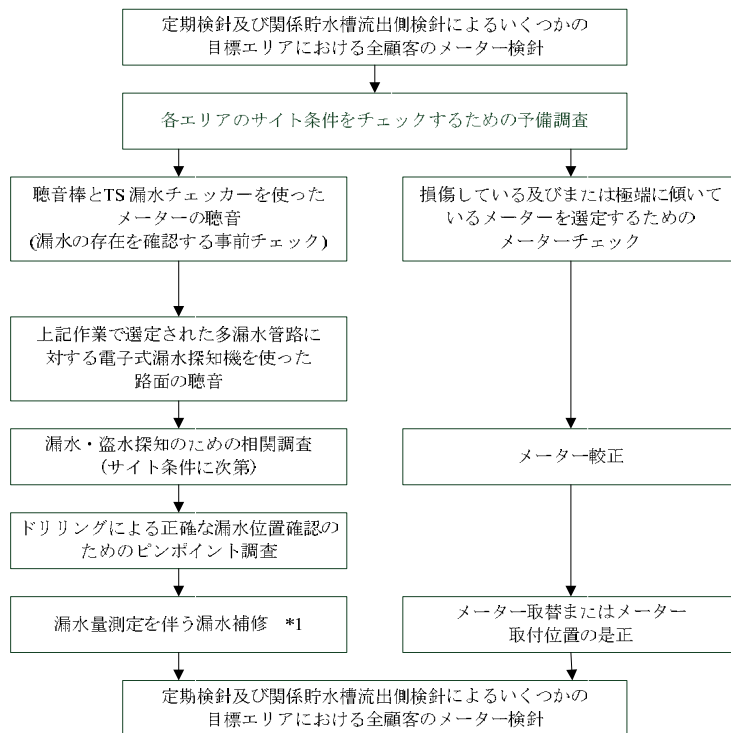 定期検針及び関係貯水槽流出側検針によるいくつかの
目標エリアにおける全顧客のメーター検針
各エリアのサイト条件をチェックするための予備調査
聴音棒とTS漏水チェッカーを使った
メーターの聴音
(漏水の存在を確認する事前チェック)
損傷している及びまたは極端に傾いて
いるメーターを選定するための
メーターチェック
上記作業で選定された多漏水管路に
対する電子式漏水探知機を使った
路面の聴音
漏水・盗水探知のための相関調査
(サイト条件に次第)
メーター較正
ドリリングによる正確な漏水位置確認の
ためのピンポイント調査
漏水量測定を伴う漏水補修 *1
メーター取替またはメーター
取付位置の是正
定期検針及び関係貯水槽流出側検針によるいくつかの
目標エリアにおける全顧客のメーター検針